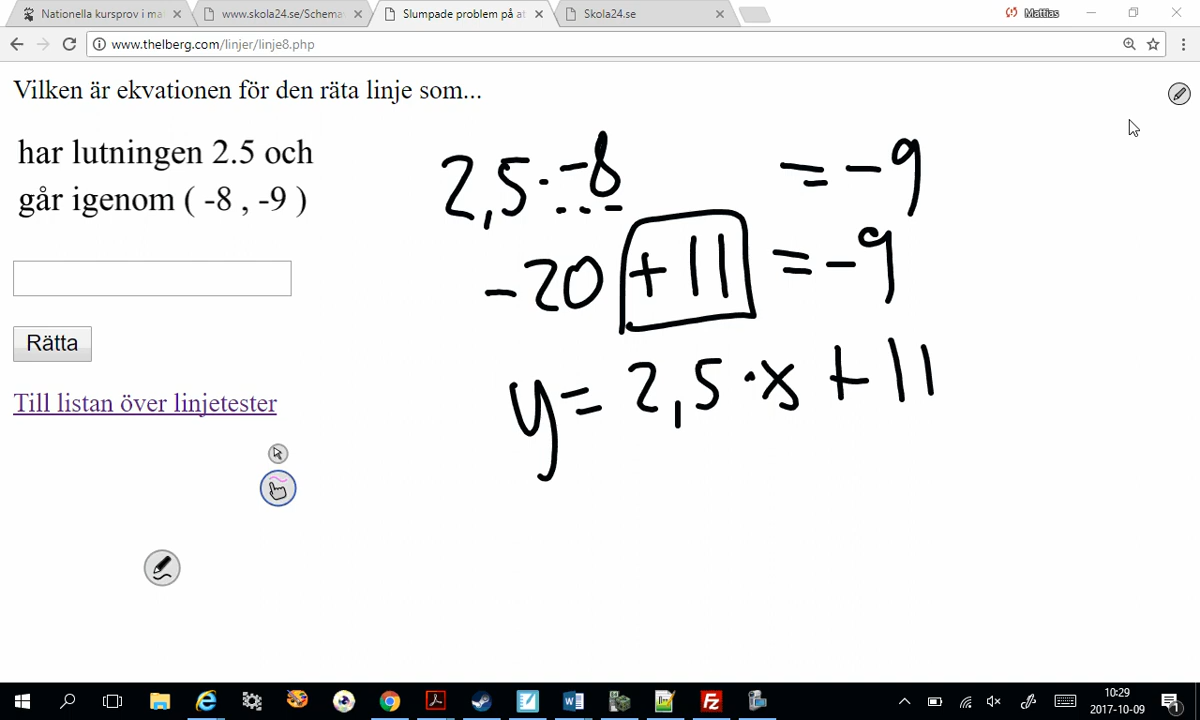 Nationella kursprov i ma
www.skola24.se/Schema
Slumpade problem på at
Skola24.se
Mattias
www.thelberg.com/linjer/linje8.php
Vilken är ekvationen för den räta linje som...
har lutningen 2.5 och
går igenom ( -8 , -9 )
2,5 · -8 = -9
-20 + 11 = -9
y = 2,5 · x + 11
Rätta
Till listan över linjetester
10:29
2017-10-09
1